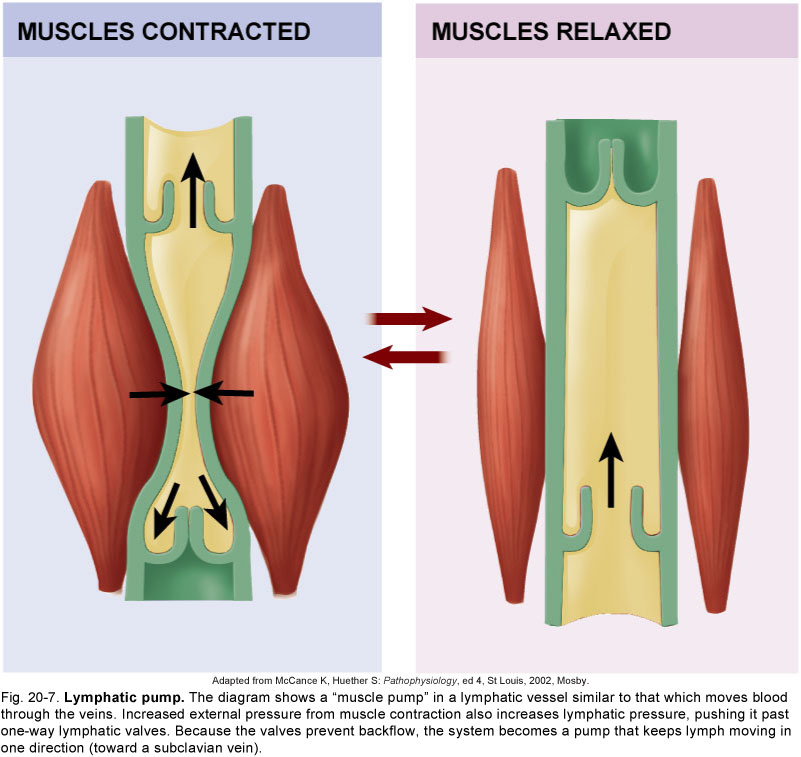 MUSCLES CONTRACTED
MUSCLES RELAXED
Adapted from McCance K, Huether S: Pathophysiology, ed 4, St Louis, 2002, Mosby.
Fig. 20-7. Lymphatic pump. The diagram shows a “muscle pump” in a lymphatic vessel similar to that which moves blood
through the veins. Increased external pressure from muscle contraction also increases lymphatic pressure, pushing it past
one-way lymphatic valves. Because the valves prevent backflow, the system becomes a pump that keeps lymph moving in
one direction (toward a subclavian vein).